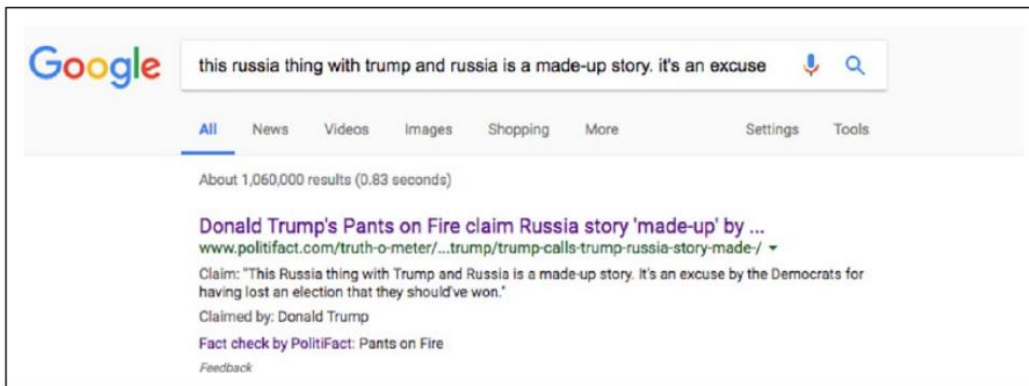 Google this russia thing with trump and russia is a made-up story. it's an excuse
All News Videos Images Shopping More Settings Tools
About 1,060,000 results (0.83 seconds)
Donald Trump's Pants on Fire claim Russia story 'made-up' by ...
www.politifact.com/truth-o-meter/...trump/trump-calls-trump-russia-story-made-/
Claim: "This Russia thing with Trump and Russia is a made-up story. It's an excuse by the Democrats for
having lost an election that they should've won."
Claimed by: Donald Trump
Fact check by PolitiFact: Pants on Fire
Feedback